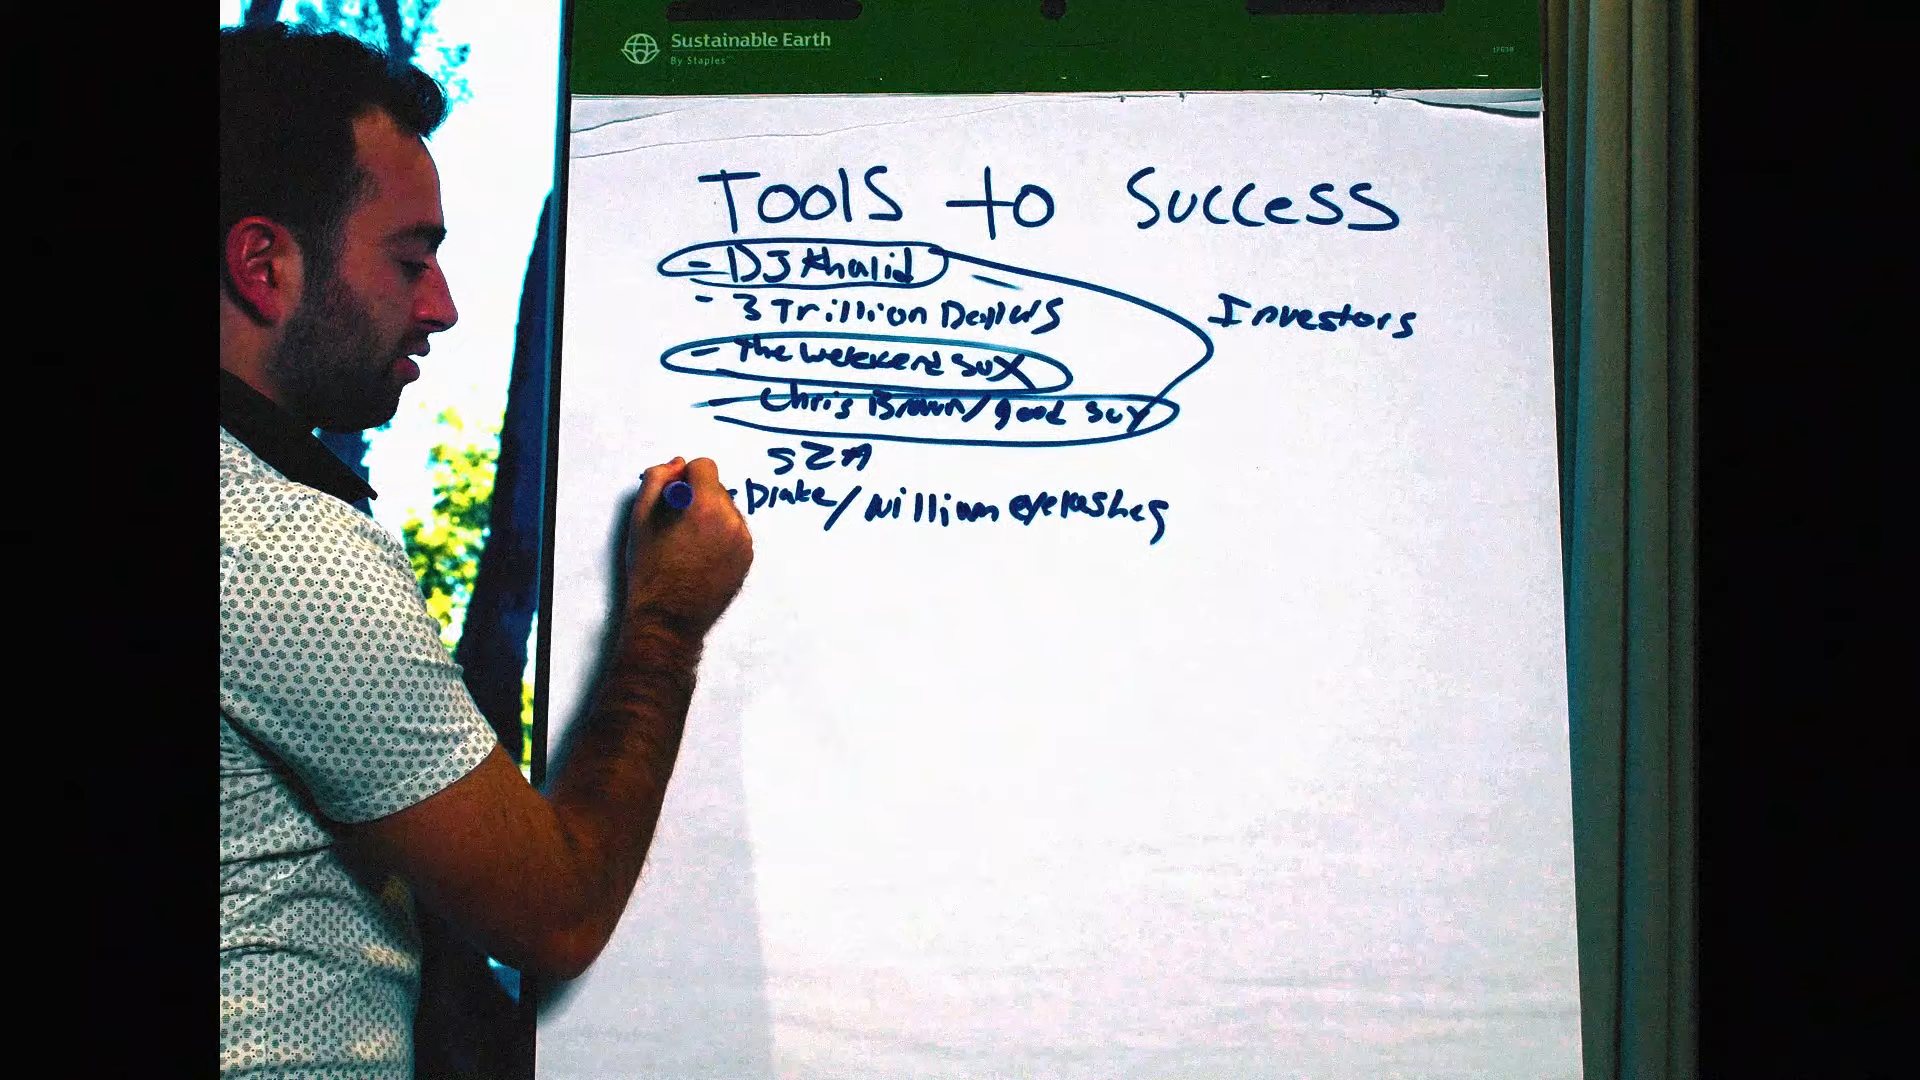 Sustainable Earth
By Staples
TOOlS to Success
- DJ Khalid
- 3 Trillion Dollars
Investors
- The weekend sux
- Chris Brown/good guy
SZA
- Drake/ million eyelashes